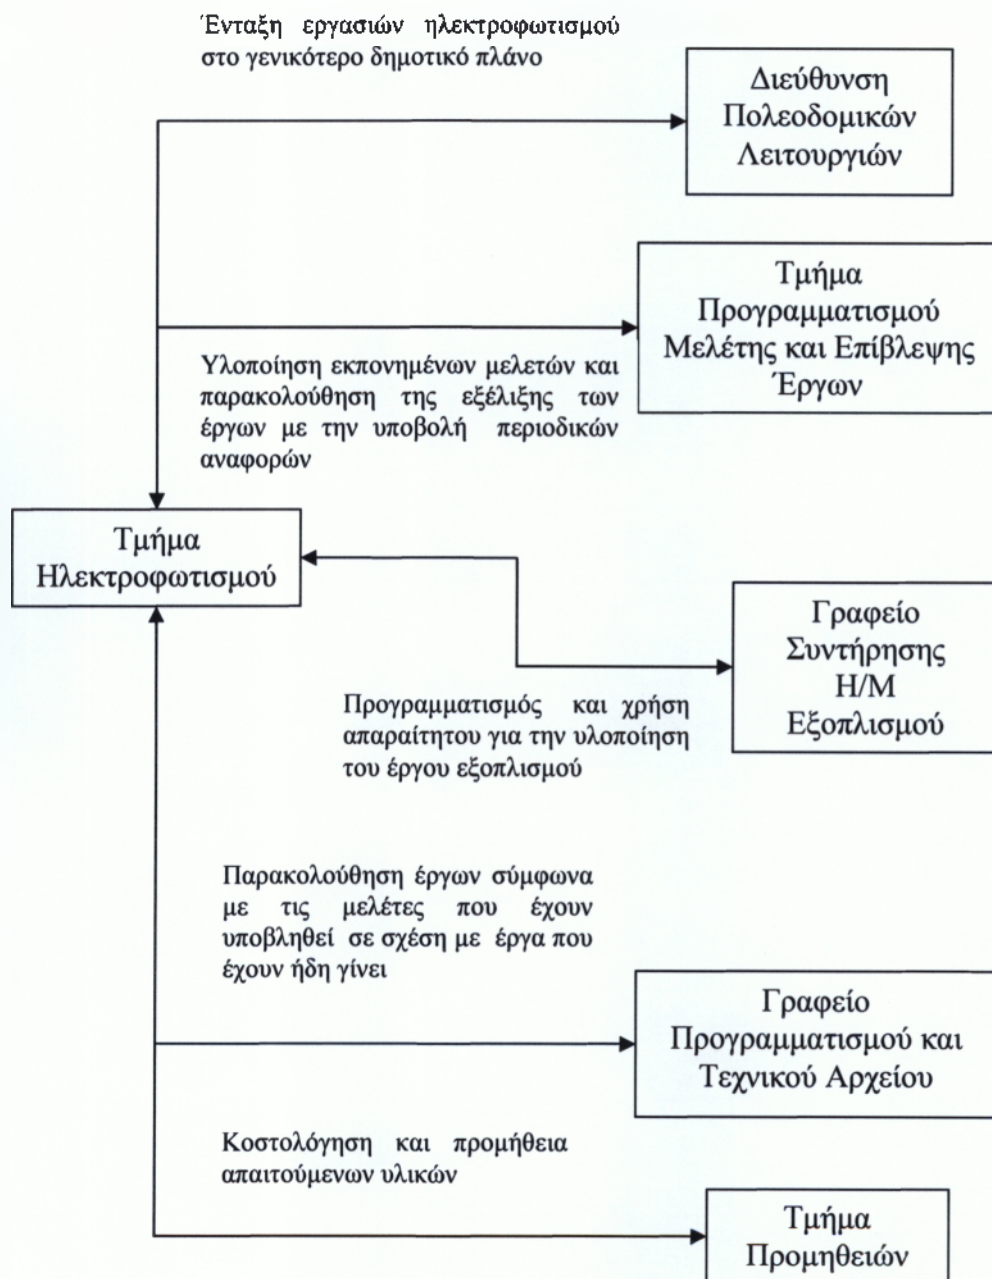 Ένταξη εργασιών ηλεκτροφωτισμού
στο γενικότερο δημοτικό πλάνο
Διεύθυνση
Πολεοδομικών
Λειτουργιών
Τμήμα
Προγραμματισμού
Μελέτης και Επίβλεψης
Έργων
Υλοποίηση εκπονημένων μελετών και
παρακολούθηση της εξέλιξης των
έργων με την υποβολή περιοδικών
αναφορών
Τμήμα
Ηλεκτροφωτισμού
Γραφείο
Συντήρησης
Η/Μ
Εξοπλισμού
Προγραμματισμός και χρήση
απαραίτητου για την υλοποίηση
του έργου εξοπλισμού
Παρακολούθηση έργων σύμφωνα
με τις μελέτες που έχουν
υποβληθεί σε σχέση με έργα που
έχουν ήδη γίνει
Γραφείο
Προγραμματισμού και
Τεχνικού Αρχείου
Κοστολόγηση και προμήθεια
απαιτούμενων υλικών
Τμήμα
Προμηθειών